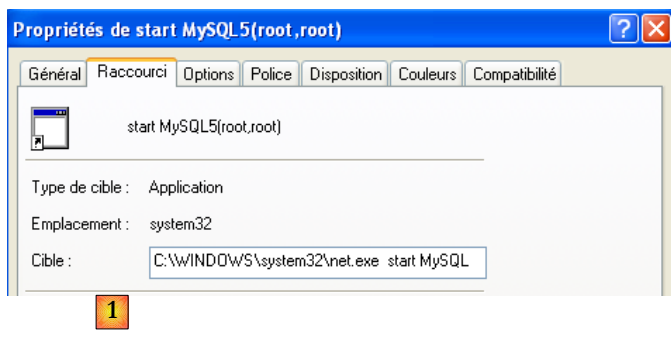 Propriétés de start MySQL5(root,root)
Général Raccourci Options Police Disposition Couleurs Compatibilité
start MySQL5(root,root)
Type de cible : Application
Emplacement : system32
Cible : C:\WINDOWS\system32\net.exe start MySQL
1